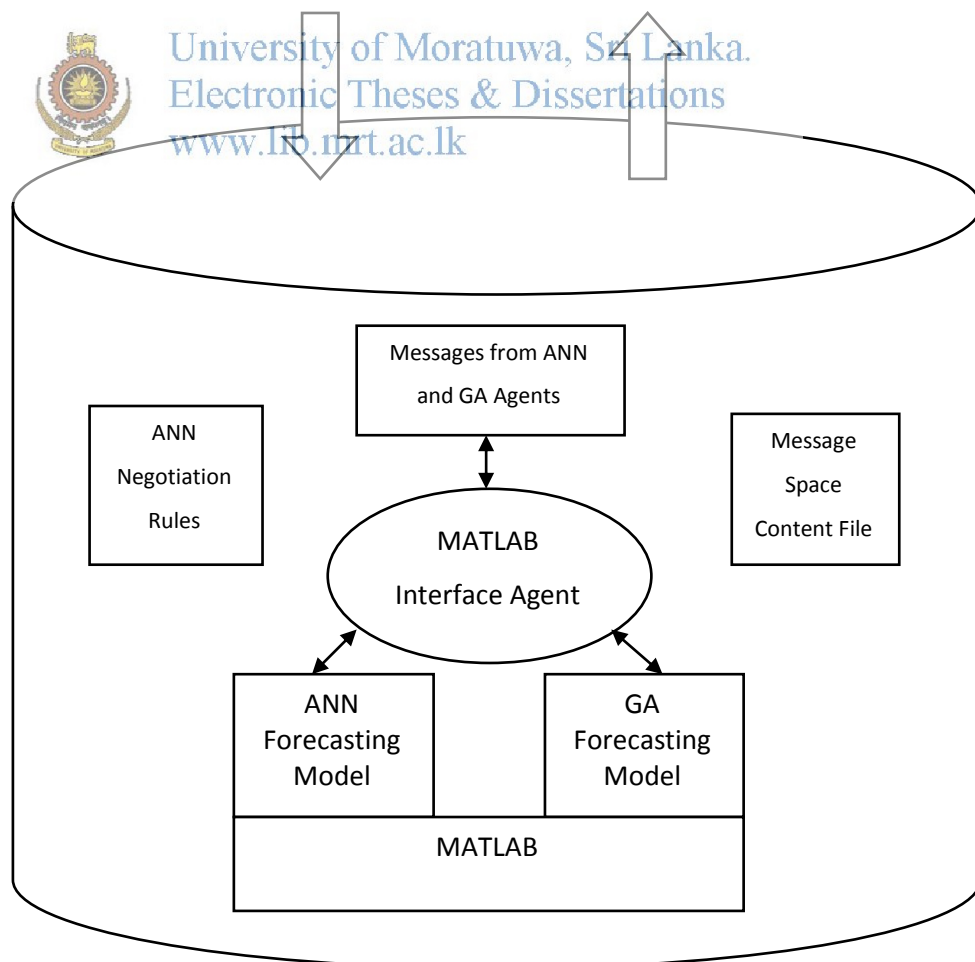 University of Moratuwa, Sri Lanka.
Electronic Theses & Dissertations
www.lib.mrt.ac.lk
Messages from ANN
and GA Agents
ANN
Negotiation
Rules
Message
Space
Content File
MATLAB
Interface Agent
ANN
Forecasting
Model
GA
Forecasting
Model
MATLAB